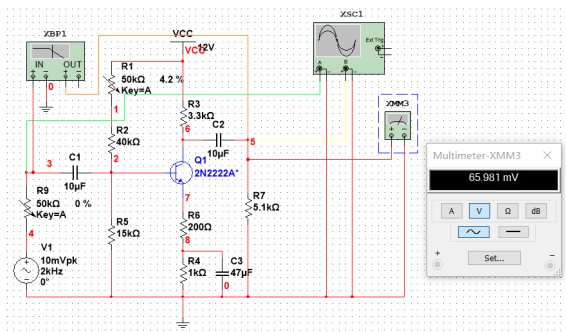 XBP1
IN OUT
0
VCC
VCC
12V
XSC1
Ext Trig
A
B
R1
50kΩ
Key=A
4.2 %
1
R3
3.3kΩ
6
C2
10µF
5
XMM3
R2
40kΩ
2
3
C1
10µF
Q1
2N2222A*
R9
50kΩ
Key=A
0 %
4
7
R6
200Ω
8
R7
5.1kΩ
R5
15kΩ
V1
10mVpk
2kHz
0°
R4
1kΩ
C3
47µF
0
Multimeter-XMM3
65.981 mV
A V Ω dB
Set...
+ −